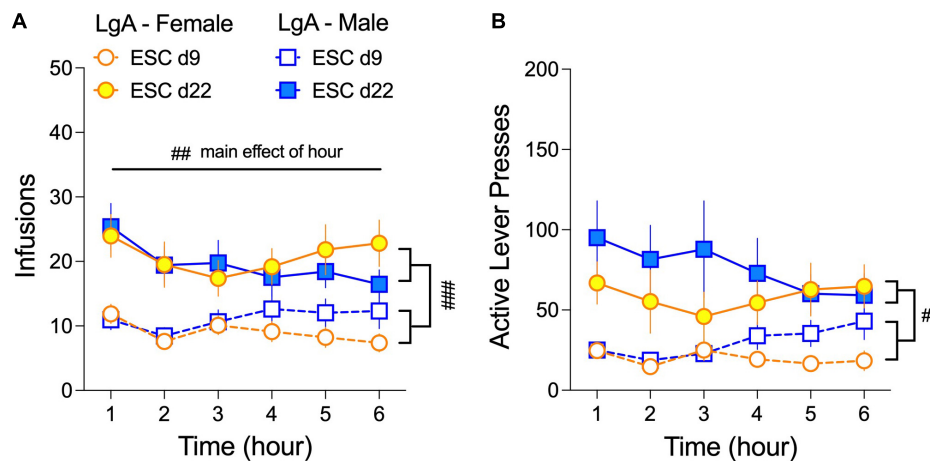 A
LgA - Female
LgA - Male
ESC d9
ESC d9
ESC d22
ESC d22
50
40
30
20
10
0
Infusions
## main effect of hour
###
1 2 3 4 5 6
Time (hour)
B
200
150
100
50
0
Active Lever Presses
#
1 2 3 4 5 6
Time (hour)